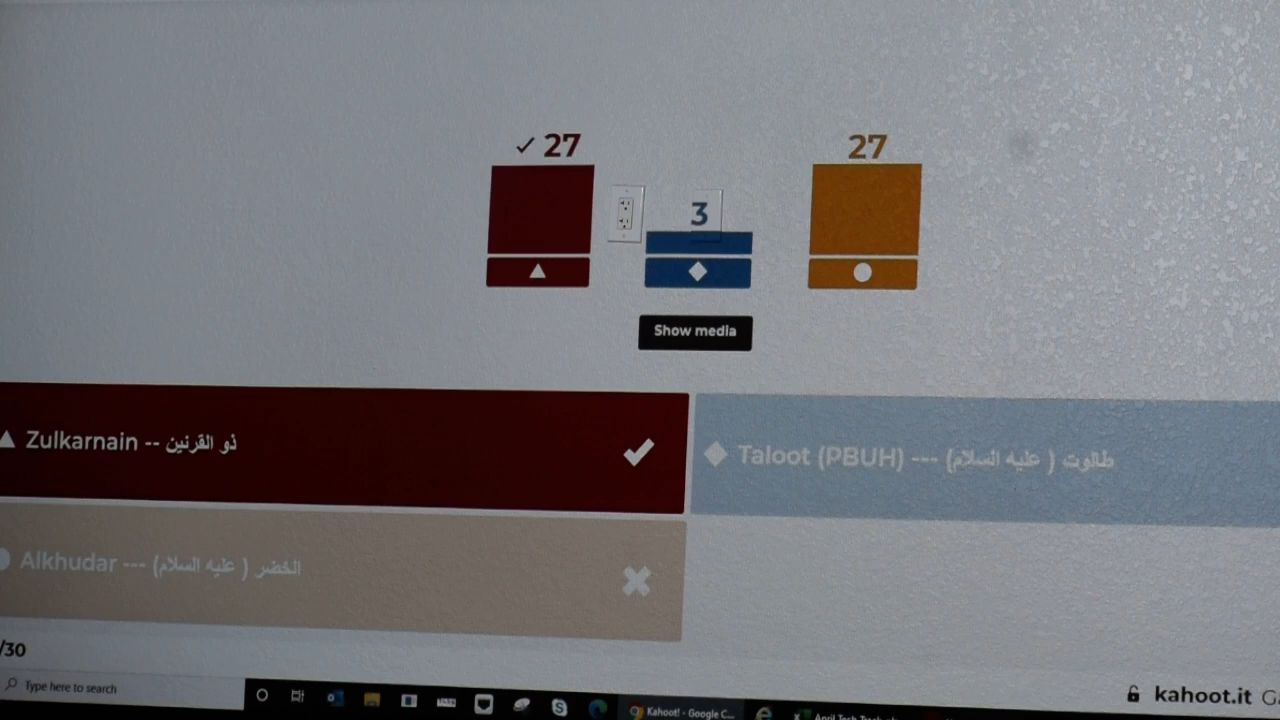 ✓ 27
3
27
Show media
Zulkarnain -- ذو القرنين
Taloot (PBUH) --- طالوت ( عليه السلام)
Alkhudar --- الخضر ( عليه السلام)
/30
Type here to search
kahoot.it
Kahoot! - Google C...